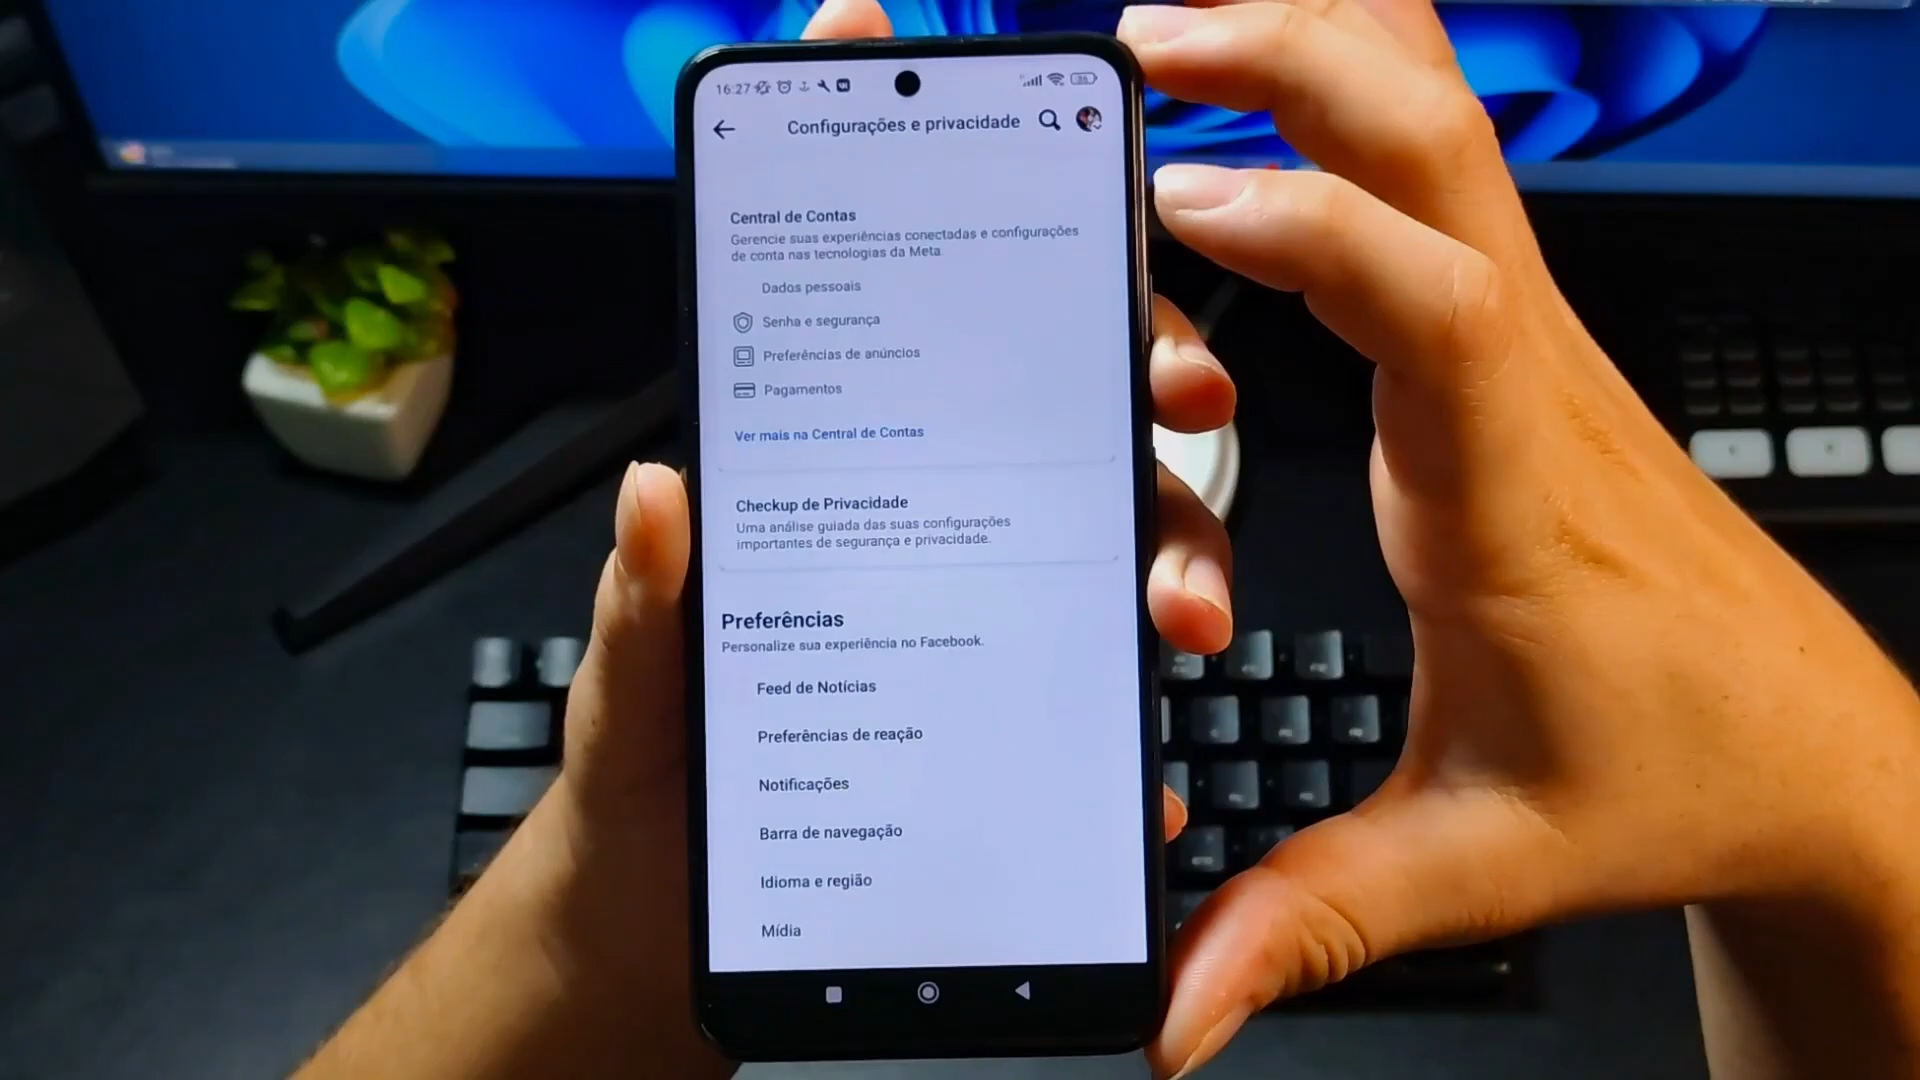 16:27
Configurações e privacidade
Central de Contas
Gerencie suas experiências conectadas e configurações
de conta nas tecnologias da Meta.
Dados pessoais
Senha e segurança
Preferências de anúncios
Pagamentos
Ver mais na Central de Contas
Checkup de Privacidade
Uma análise guiada das suas configurações
importantes de segurança e privacidade.
Preferências
Personalize sua experiência no Facebook.
Feed de Notícias
Preferências de reação
Notificações
Barra de navegação
Idioma e região
Mídia